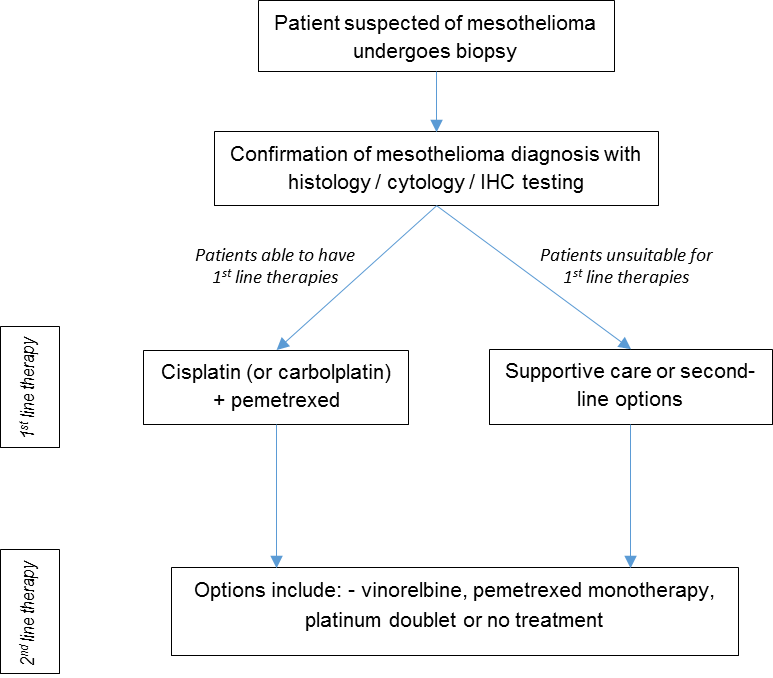 Patient suspected of mesothelioma
undergoes biopsy
Confirmation of mesothelioma diagnosis with
histology / cytology / IHC testing
Patients able to have
1st line therapies
Patients unsuitable for
1st line therapies
1st line therapy
Cisplatin (or carbolplatin)
+ pemetrexed
Supportive care or second-
line options
2nd line therapy
Options include: - vinorelbine, pemetrexed monotherapy,
platinum doublet or no treatment